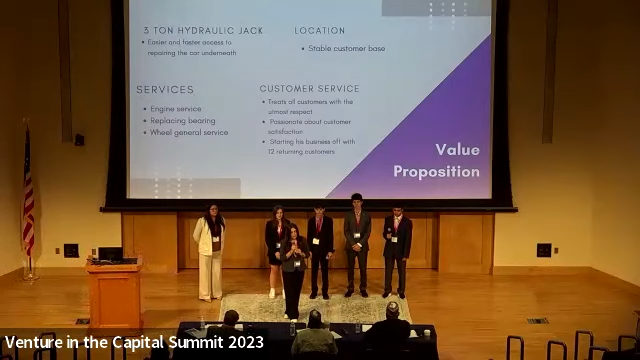 3 TON HYDRAULIC JACK
• Easier and faster access to
repairing the car underneath
LOCATION
• Stable customer base
SERVICES
• Engine service
• Replacing bearing
• Wheel general service
CUSTOMER SERVICE
• Treats all customers with the
utmost respect
• Passionate about customer
satisfaction
• Starting his business off with
12 returning customers
Value
Proposition
Venture in the Capital Summit 2023